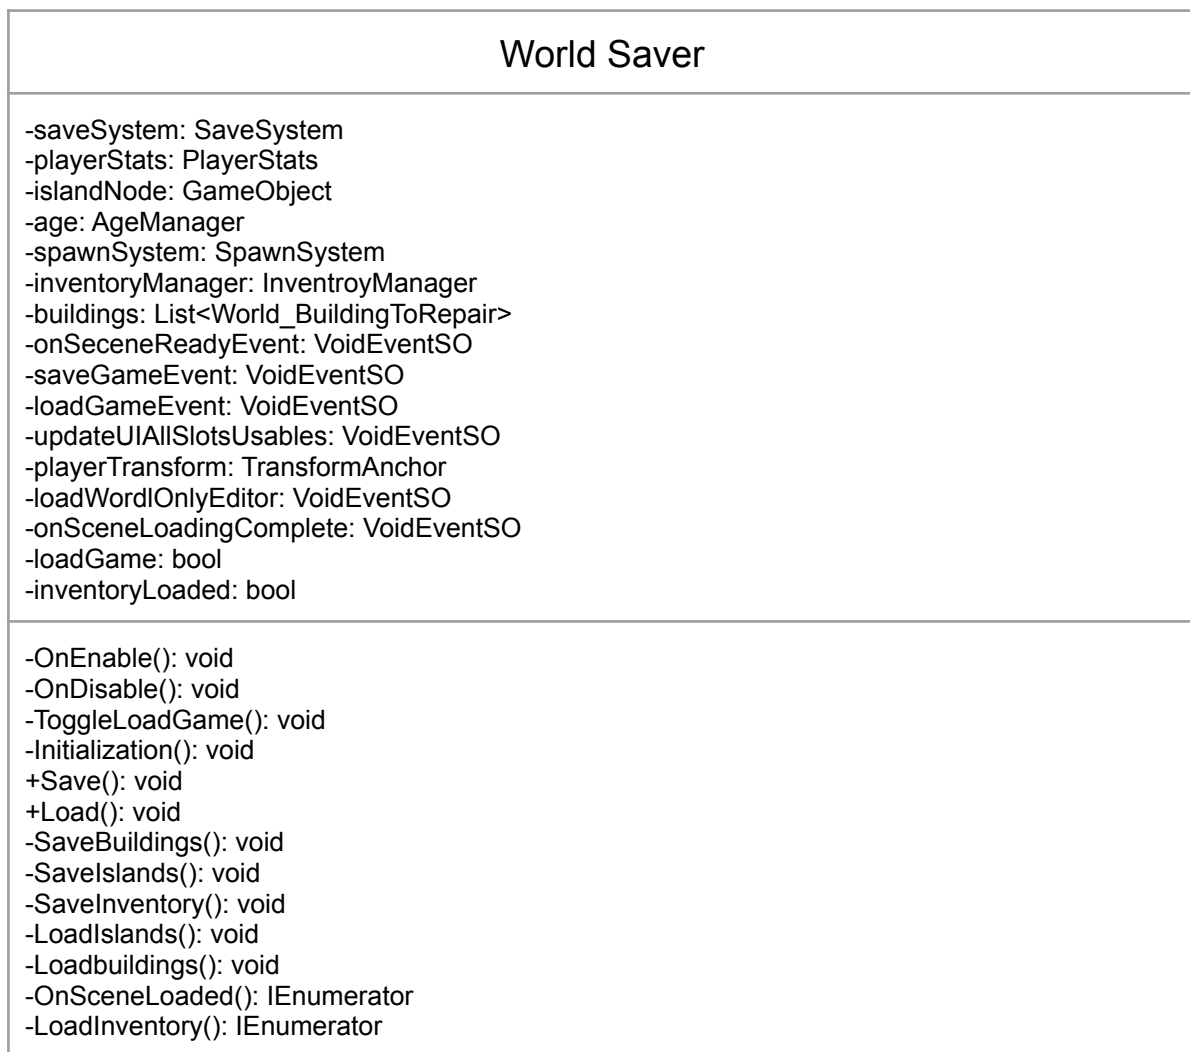 World Saver
-saveSystem: SaveSystem
-playerStats: PlayerStats
-islandNode: GameObject
-age: AgeManager
-spawnSystem: SpawnSystem
-inventoryManager: InventroyManager
-buildings: List<World_BuildingToRepair>
-onSeceneReadyEvent: VoidEventSO
-saveGameEvent: VoidEventSO
-loadGameEvent: VoidEventSO
-updateUIAllSlotsUsables: VoidEventSO
-playerTransform: TransformAnchor
-loadWordlOnlyEditor: VoidEventSO
-onSceneLoadingComplete: VoidEventSO
-loadGame: bool
-inventoryLoaded: bool
-OnEnable(): void
-OnDisable(): void
-ToggleLoadGame(): void
-Initialization(): void
+Save(): void
+Load(): void
-SaveBuildings(): void
-SaveIslands(): void
-SaveInventory(): void
-LoadIslands(): void
-Loadbuildings(): void
-OnSceneLoaded(): IEnumerator
-LoadInventory(): IEnumerator